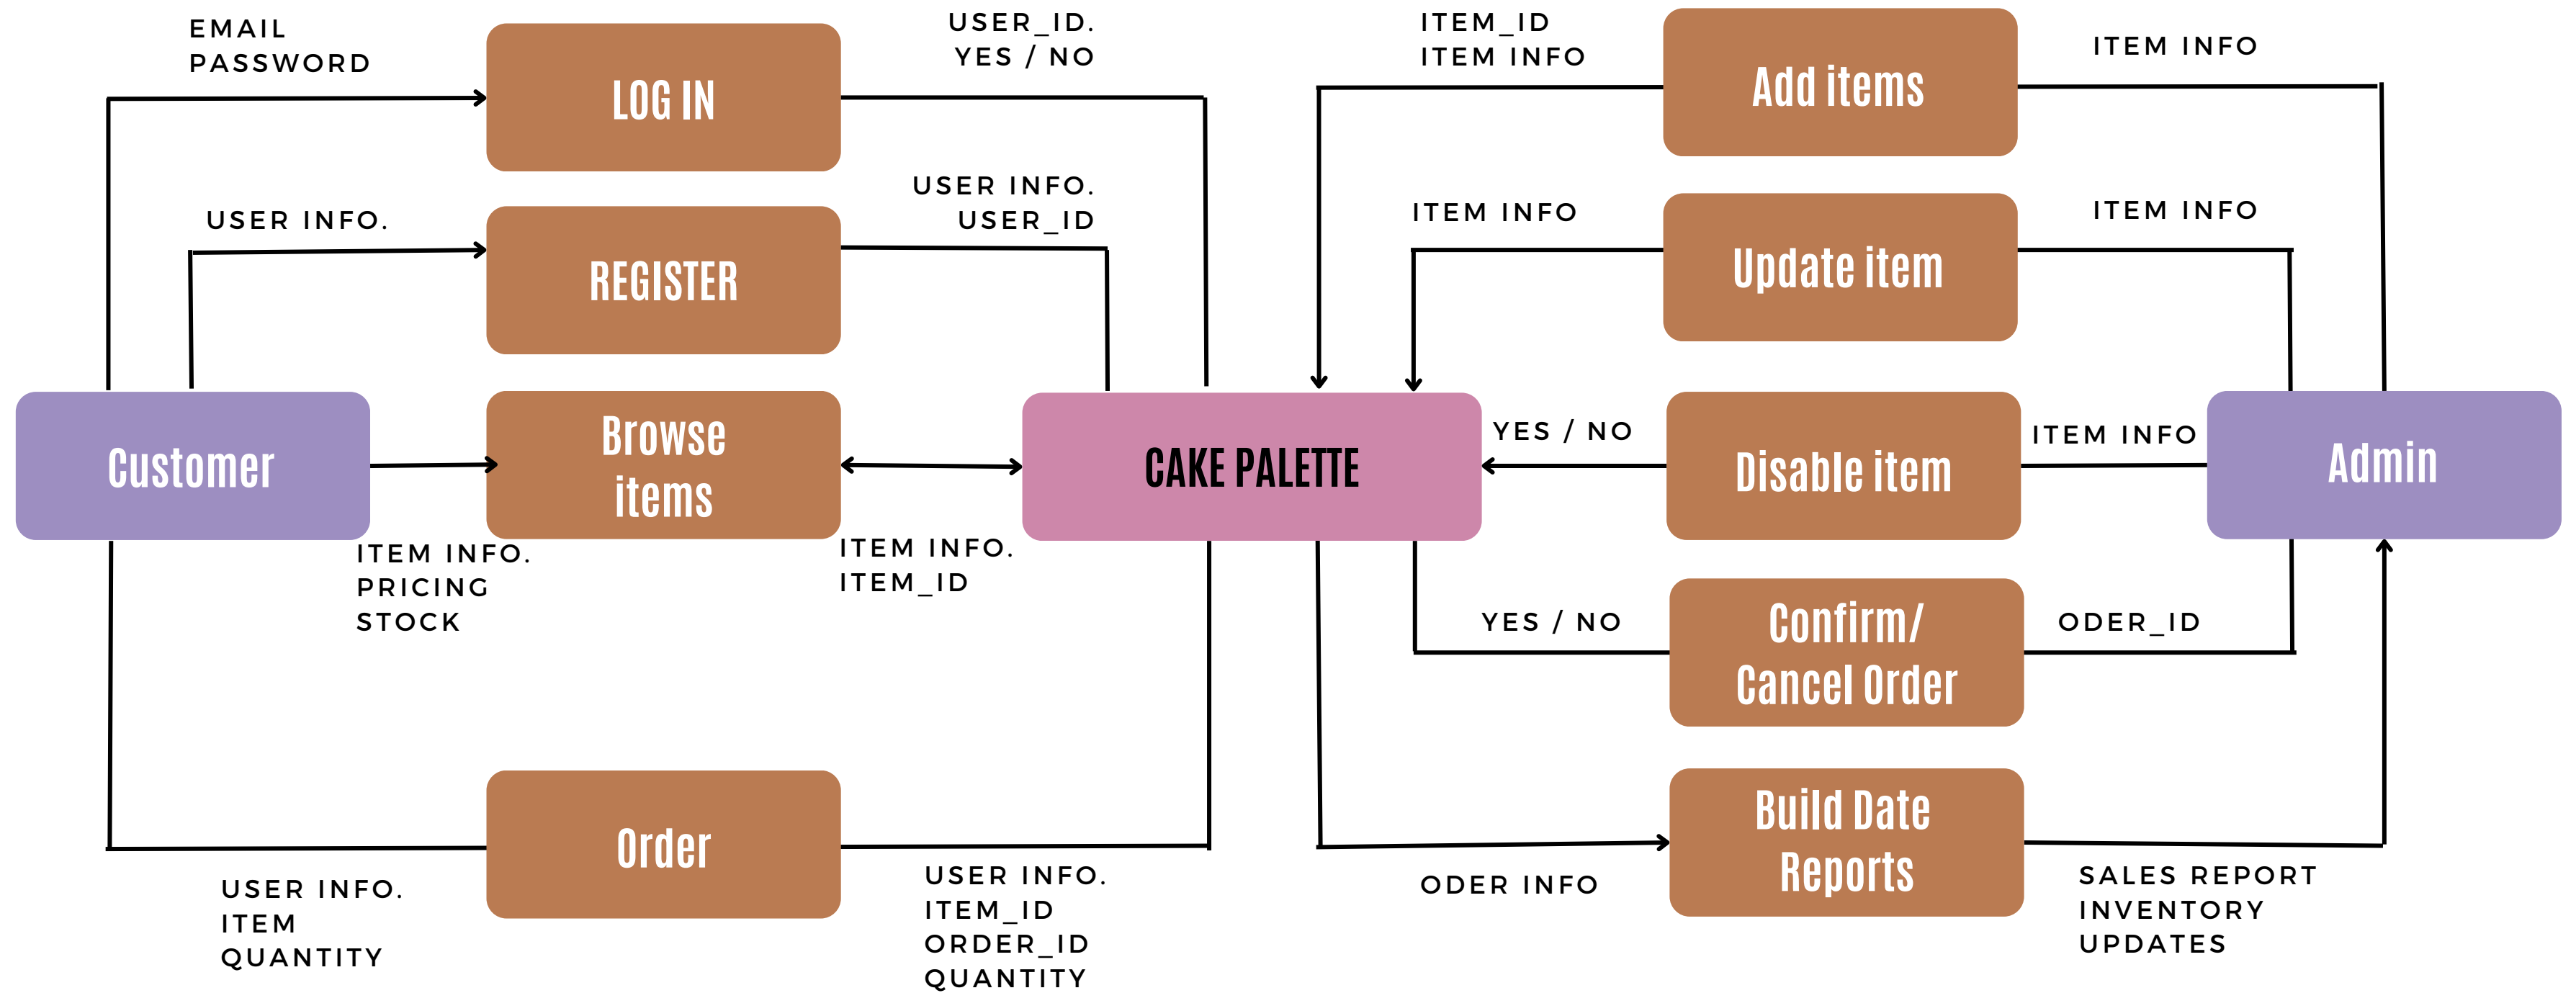 EMAIL
PASSWORD
LOG IN
USER_ID.
YES / NO
USER INFO.
REGISTER
USER INFO.
USER_ID
Customer
Browse
items
ITEM INFO.
PRICING
STOCK
ITEM INFO.
ITEM_ID
CAKE PALETTE
Order
USER INFO.
ITEM
QUANTITY
USER INFO.
ITEM_ID
ORDER_ID
QUANTITY
ITEM_ID
ITEM INFO
Add items
ITEM INFO
ITEM INFO
Update item
ITEM INFO
YES / NO
Disable item
ITEM INFO
Admin
YES / NO
Confirm/
Cancel Order
ODER_ID
ODER INFO
Build Date
Reports
SALES REPORT
INVENTORY
UPDATES